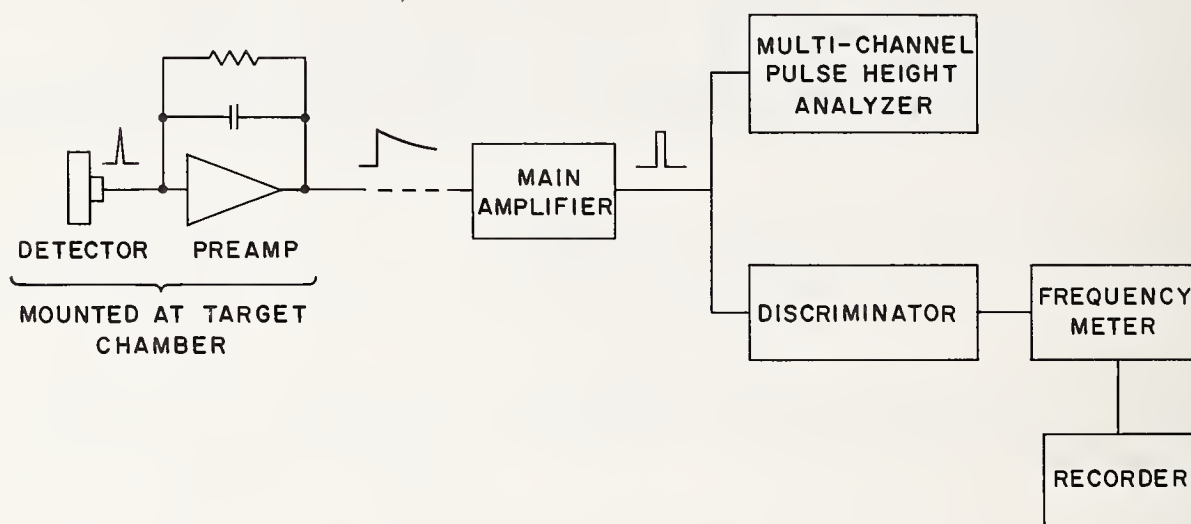 MULTI-CHANNEL
PULSE HEIGHT
ANALYZER
MAIN
AMPLIFIER
DETECTOR
PREAMP
MOUNTED AT TARGET
CHAMBER
DISCRIMINATOR
FREQUENCY
METER
RECORDER